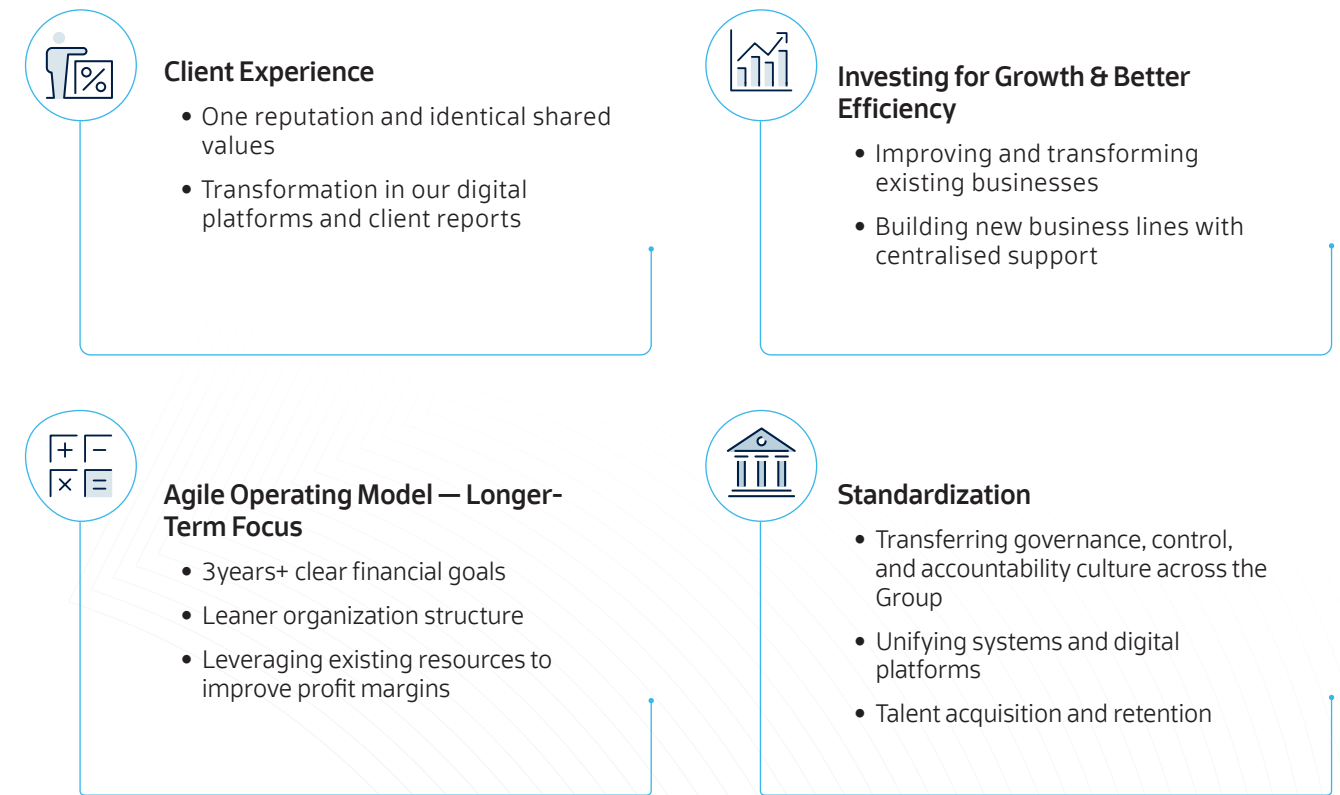 Client Experience
• One reputation and identical shared
values
• Transformation in our digital
platforms and client reports
Investing for Growth & Better
Efficiency
• Improving and transforming
existing businesses
• Building new business lines with
centralised support
Agile Operating Model — Longer-
Term Focus
• 3years+ clear financial goals
• Leaner organization structure
• Leveraging existing resources to
improve profit margins
Standardization
• Transferring governance, control,
and accountability culture across the
Group
• Unifying systems and digital
platforms
• Talent acquisition and retention